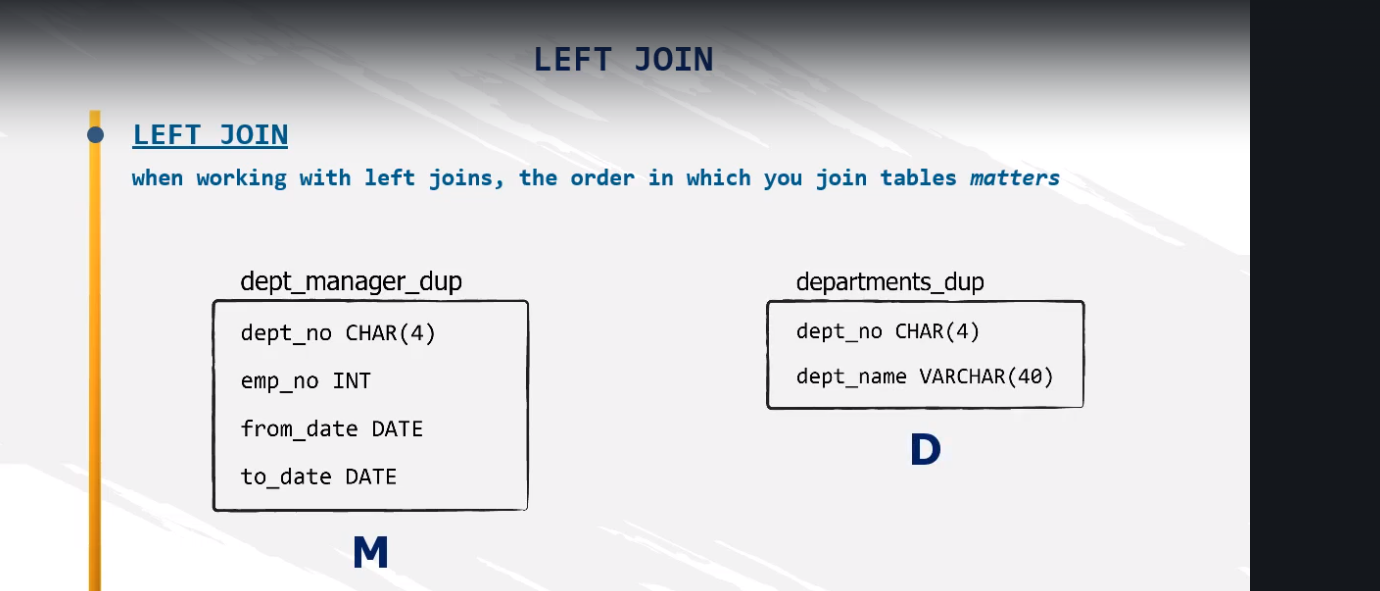 LEFT JOIN
LEFT JOIN
when working with left joins, the order in which you join tables matters
dept_manager_dup
dept_no CHAR(4)
emp_no INT
from_date DATE
to_date DATE
M
departments_dup
dept_no CHAR(4)
dept_name VARCHAR(40)
D